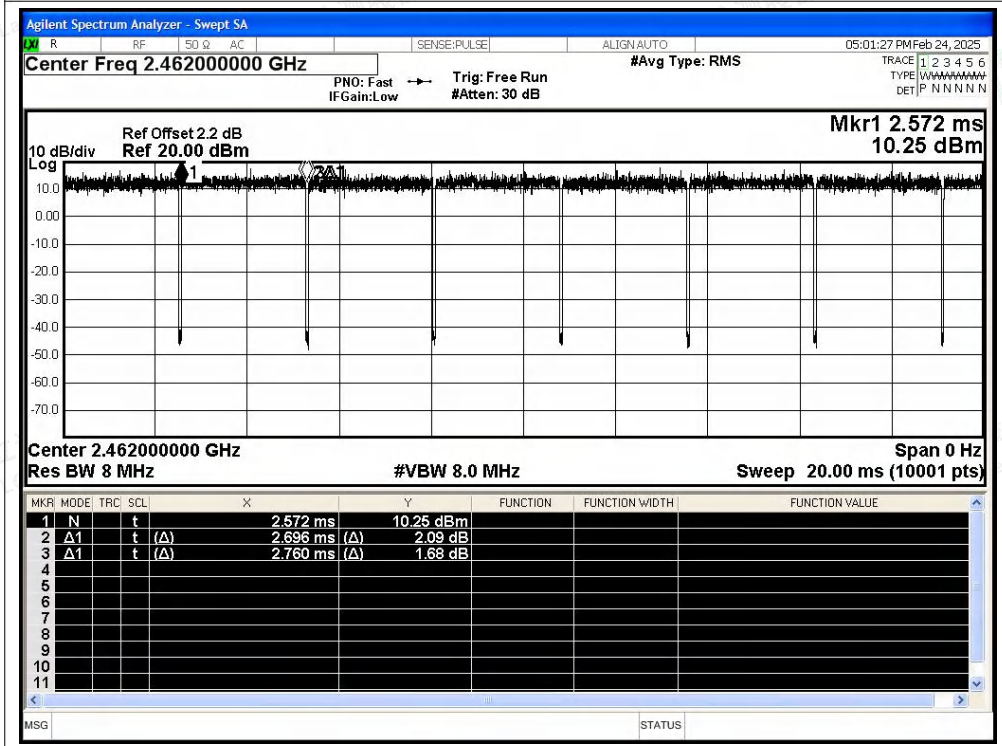 Agilent Spectrum Analyzer - Swept SA
LXI R RF 50 Ω AC SENSE:PULSE ALIGN AUTO 05:01:27 PM Feb 24, 2025
Center Freq 2.462000000 GHz #Avg Type: RMS TRACE 1 2 3 4 5 6
PNO: Fast Trig: Free Run TYPE WWWWWW
IFGain:Low #Atten: 30 dB DET P N N N N N
Ref Offset 2.2 dB Mkr1 2.572 ms
10 dB/div Ref 20.00 dBm 10.25 dBm
Log
1 3Δ1
10.0
0.00
-10.0
-20.0
-30.0
-40.0
-50.0
-60.0
-70.0
Center 2.462000000 GHz Span 0 Hz
Res BW 8 MHz #VBW 8.0 MHz Sweep 20.00 ms (10001 pts)
MKR MODE TRC SCL X Y FUNCTION FUNCTION WIDTH FUNCTION VALUE
1 N t 2.572 ms 10.25 dBm
2 Δ1 t (Δ) 2.696 ms (Δ) 2.09 dB
3 Δ1 t (Δ) 2.760 ms (Δ) 1.68 dB
4
5
6
7
8
9
10
11
MSG STATUS